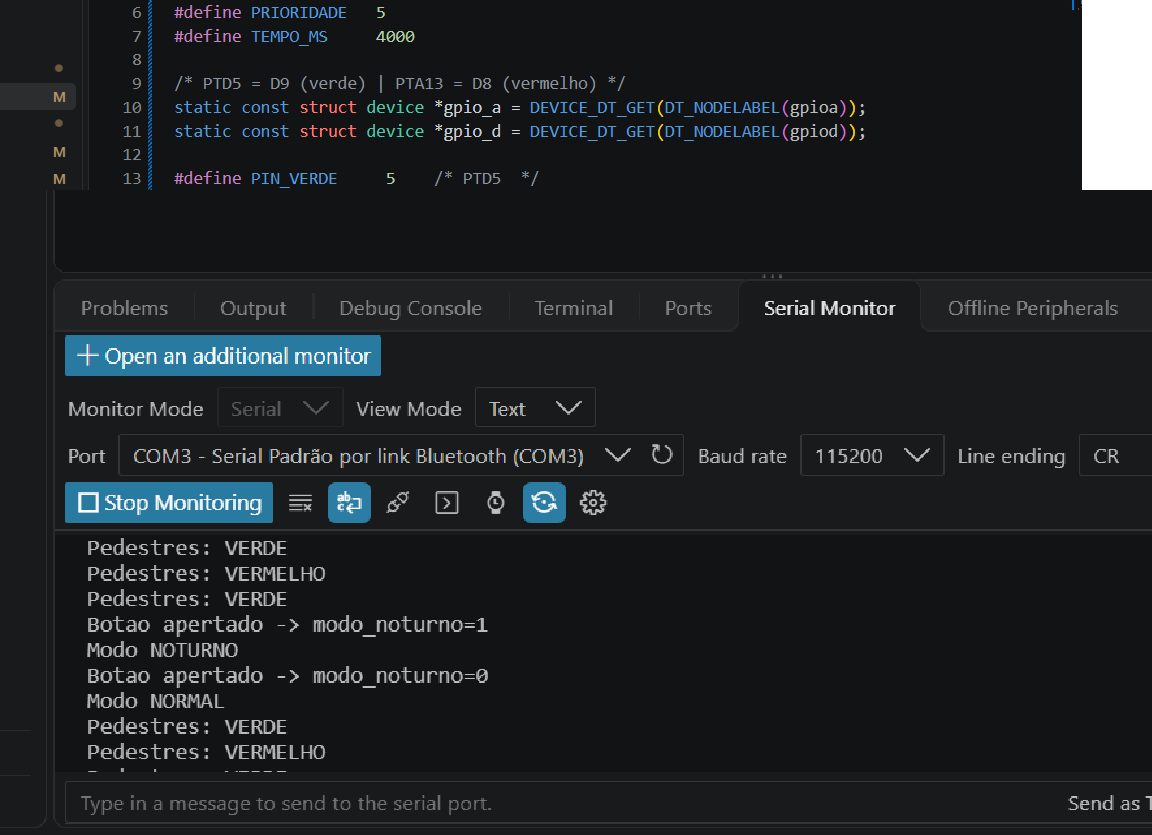 6 #define PRIORIDADE   5
7 #define TEMPO_MS     4000
8
9 /* PTD5 = D9 (verde) | PTA13 = D8 (vermelho) */
M
10 static const struct device *gpio_a = DEVICE_DT_GET(DT_NODELABEL(gpioa));
11 static const struct device *gpio_d = DEVICE_DT_GET(DT_NODELABEL(gpiod));
M 12
M 13 #define PIN_VERDE     5    /* PTD5  */
Problems Output Debug Console Terminal Ports Serial Monitor Offline Peripherals
Open an additional monitor
Monitor Mode Serial View Mode Text
Port COM3 - Serial Padrão por link Bluetooth (COM3) Baud rate 115200 Line ending CR
Stop Monitoring
Pedestres: VERDE
Pedestres: VERMELHO
Pedestres: VERDE
Botao apertado -> modo_noturno=1
Modo NOTURNO
Botao apertado -> modo_noturno=0
Modo NORMAL
Pedestres: VERDE
Pedestres: VERMELHO
Type in a message to send to the serial port. Send as